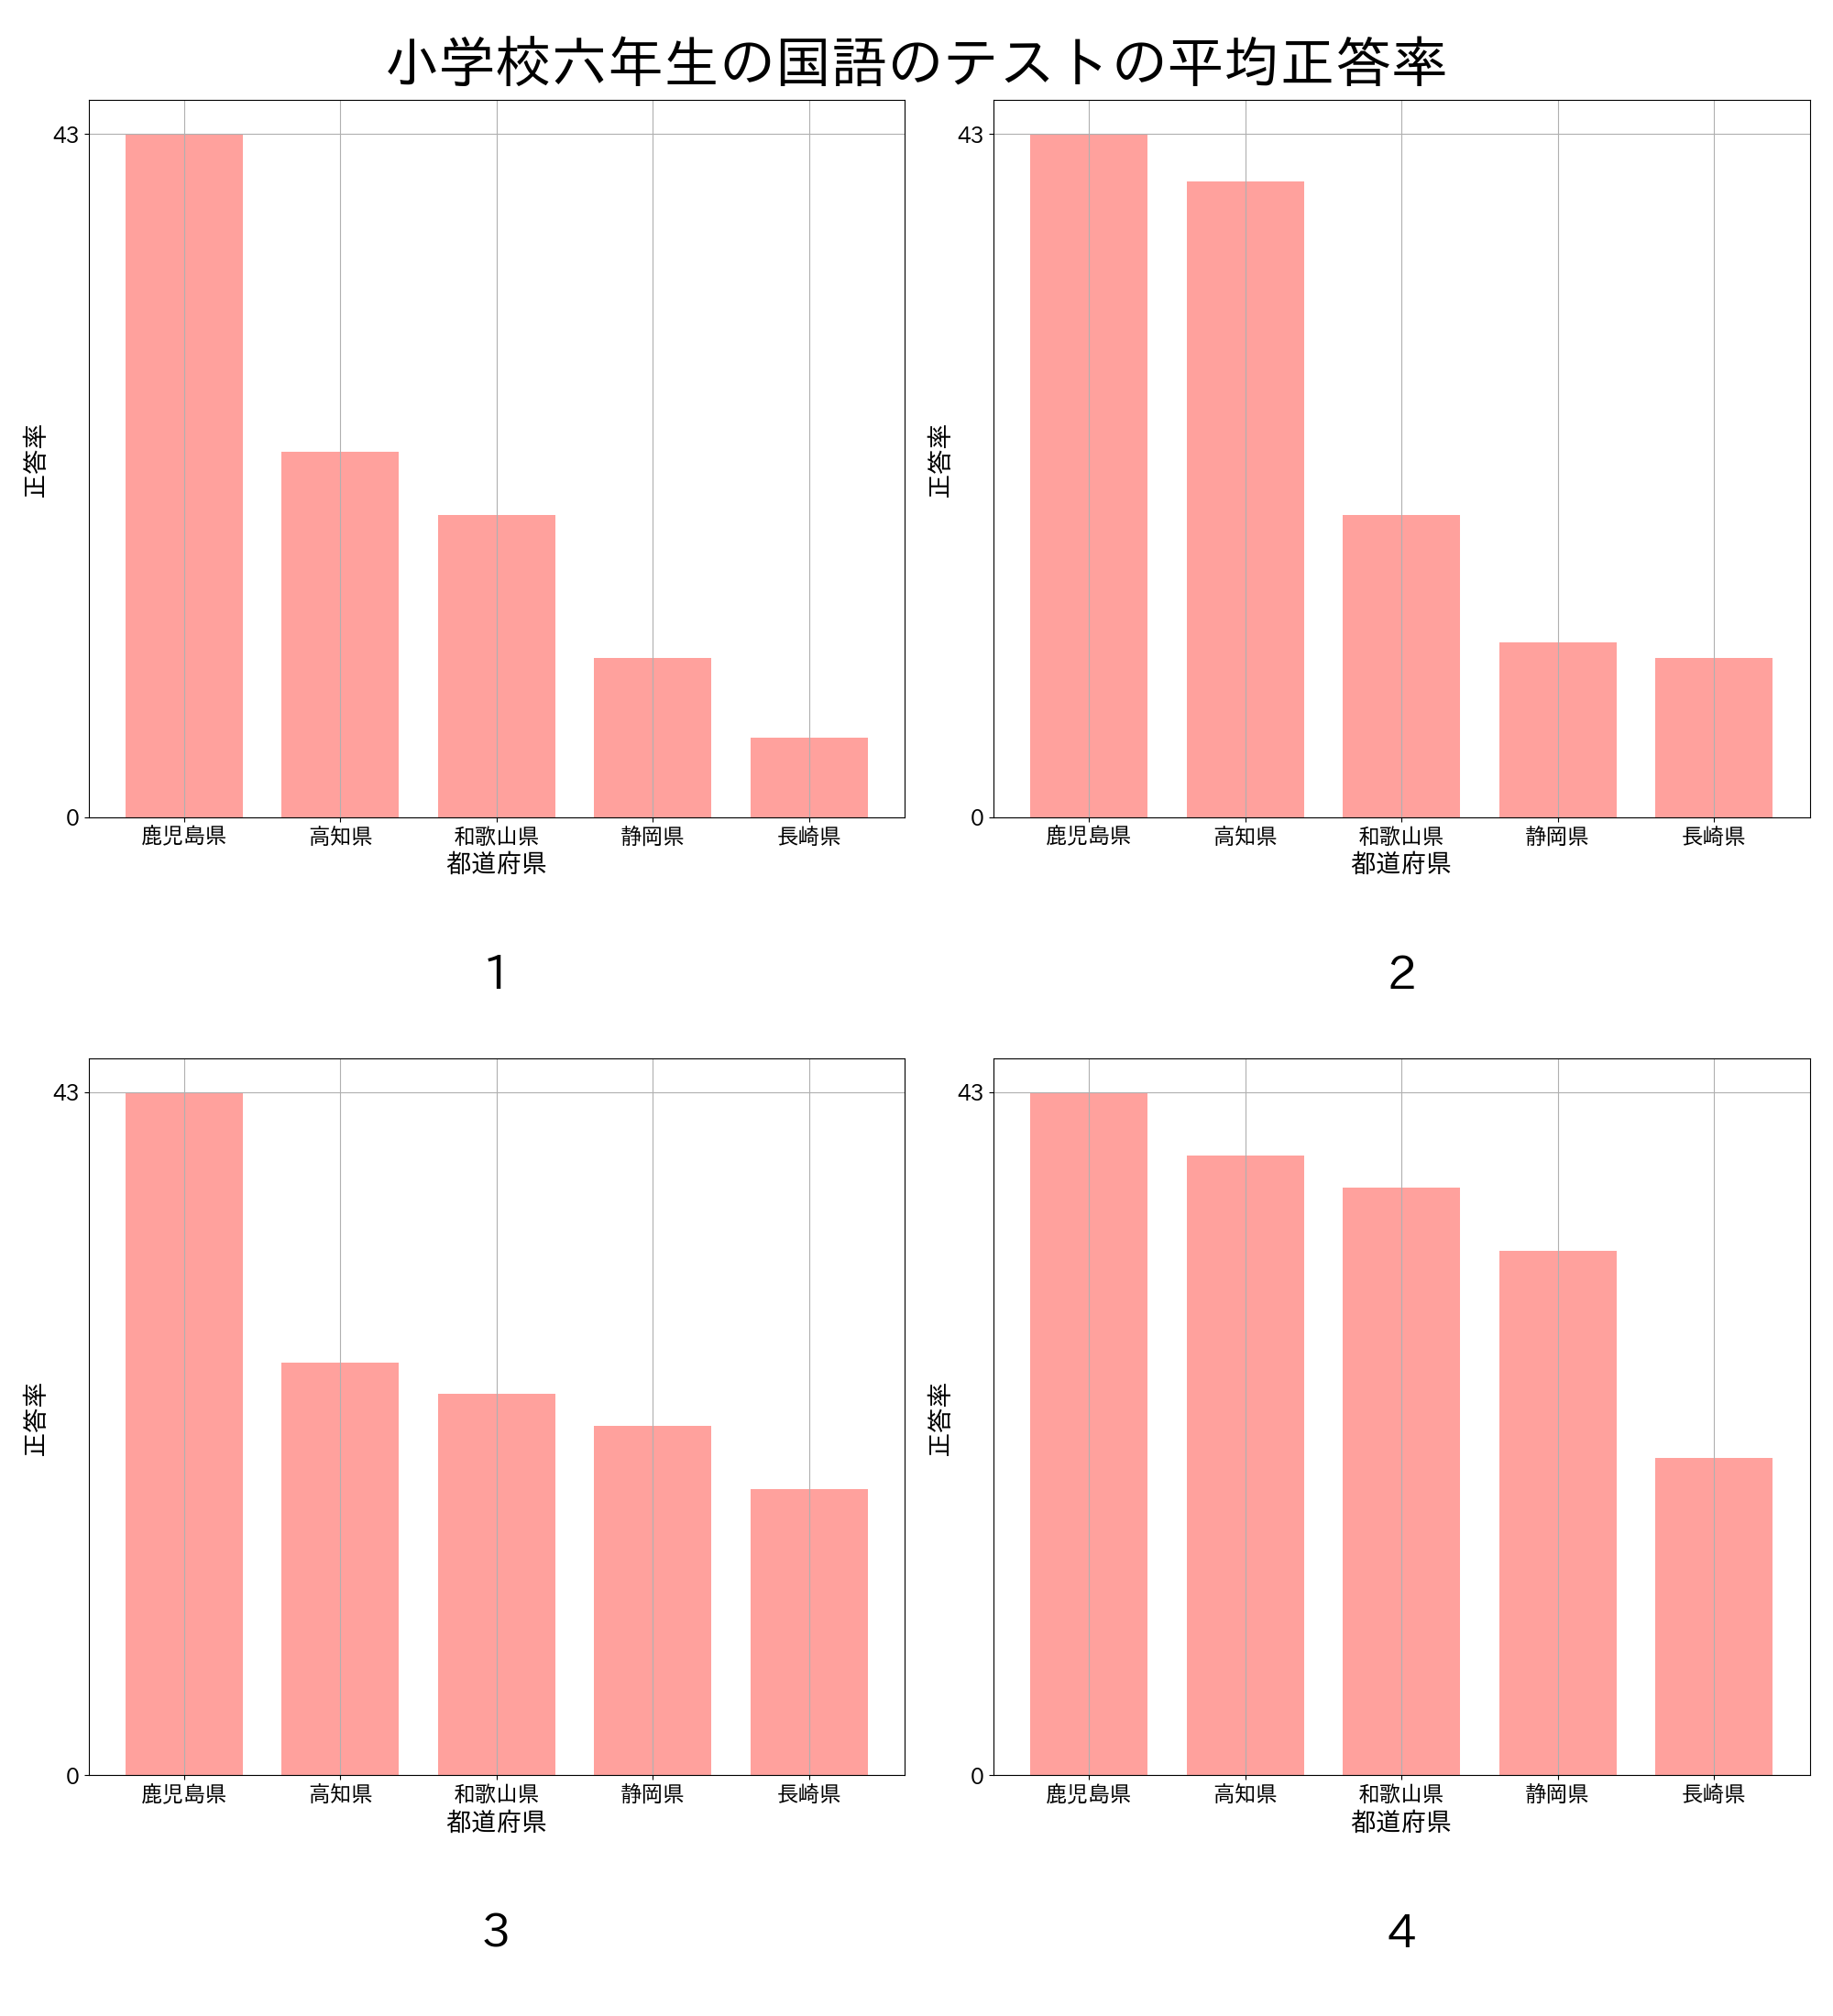 小学校六年生の国語のテストの平均正答率
43
0
正答率
鹿児島県 高知県 和歌山県 静岡県 長崎県
都道府県
1
43
0
正答率
鹿児島県 高知県 和歌山県 静岡県 長崎県
都道府県
2
43
0
正答率
鹿児島県 高知県 和歌山県 静岡県 長崎県
都道府県
3
43
0
正答率
鹿児島県 高知県 和歌山県 静岡県 長崎県
都道府県
4